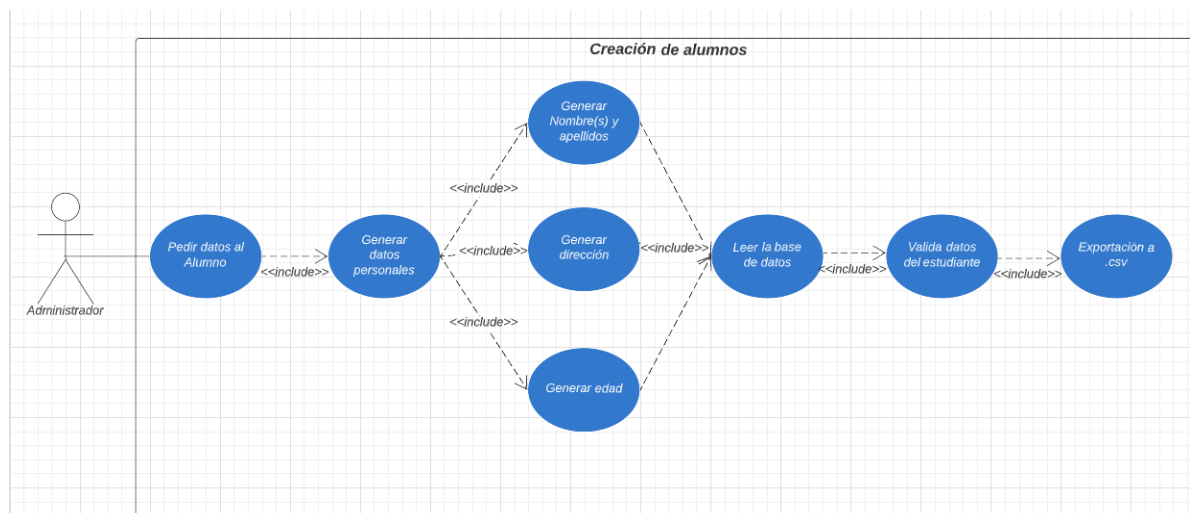 Creación de alumnos
Generar
Nombre(s) y
apellidos
<<include>>
Pedir datos al
Alumno
<<include>>
Generar
datos
personales
<<include>>
Generar
dirección
<<include>>
Leer la base
de datos
<<include>>
Valida datos
del estudiante
<<include>>
Exportación a
.csv
Administrador
<<include>>
Generar edad